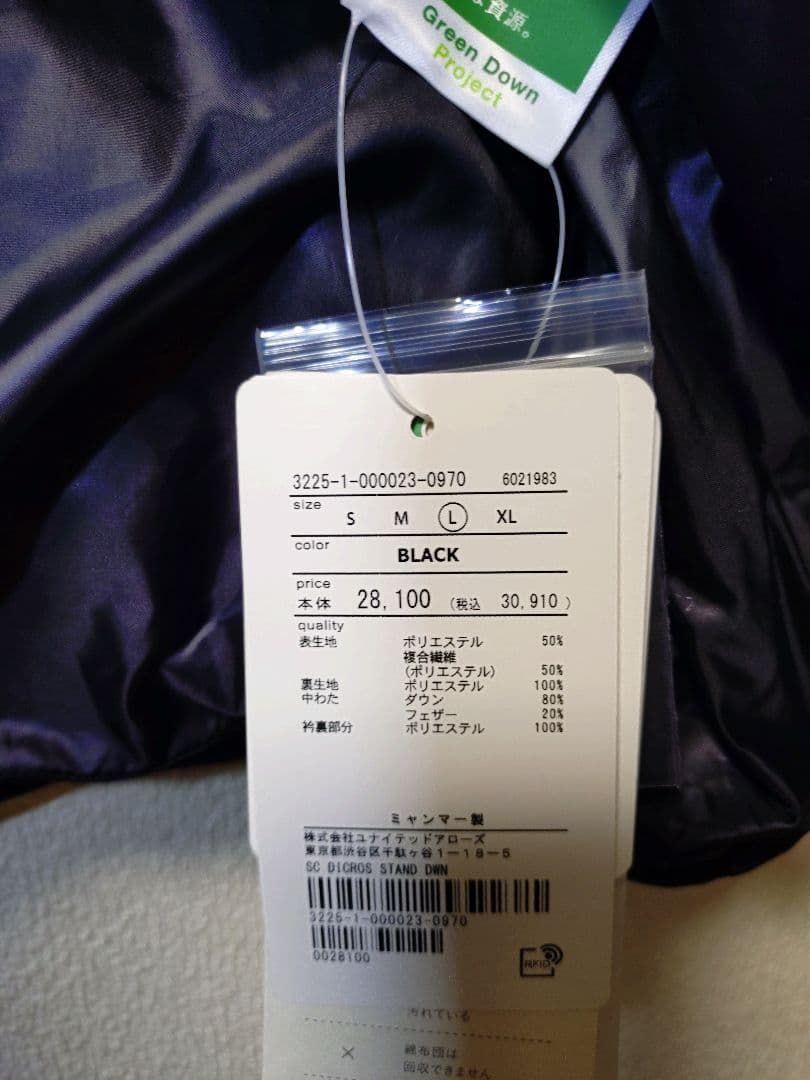 な資源。
Green Down
Project
3225-1-000023-0970 6021983
size
S M L XL
color
BLACK
price
本体 28,100 (税込 30,910 )
quality
表生地 ポリエステル 50%
複合繊維
(ポリエステル) 50%
裏生地 ポリエステル 100%
中わた ダウン 80%
フェザー 20%
衿裏部分 ポリエステル 100%
ミャンマー製
株式会社ユナイテッドアローズ
東京都渋谷区千駄ヶ谷1-18-5
SC DICROS STAND DWN
3225-1-000023-0970
0028100
RFID
汚れている
× 綿布団は
回収できません